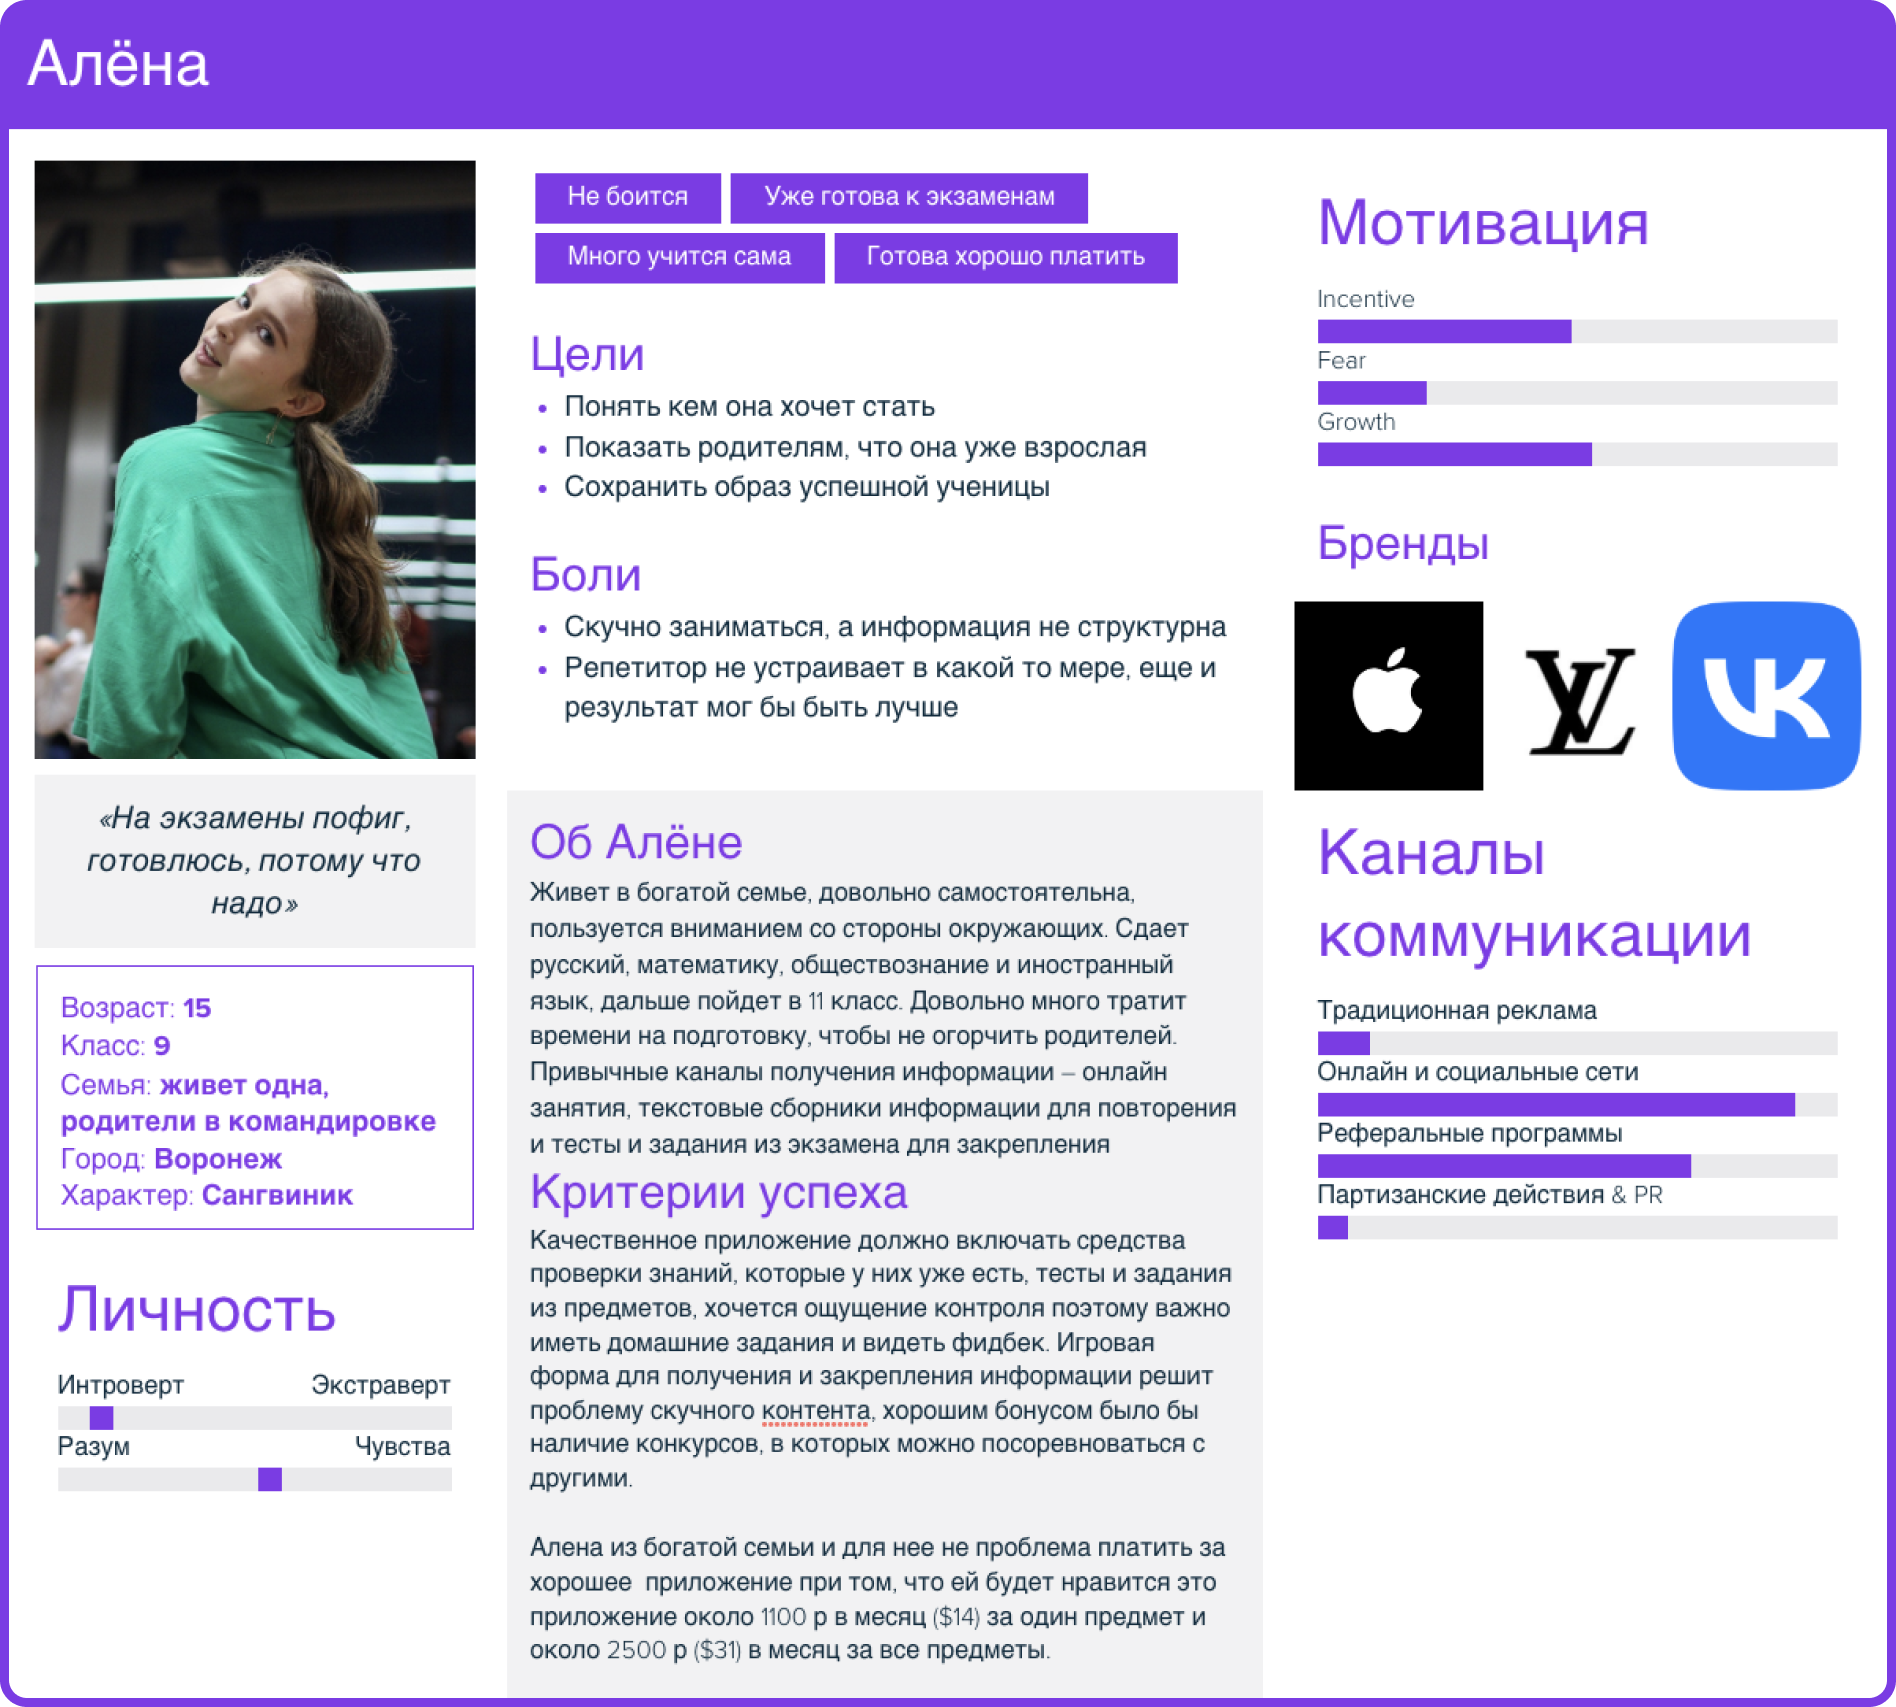 Алёна
«На экзамены пофиг,
готовлюсь, потому что
надо»
Возраст: 15
Класс: 9
Семья: живет одна,
родители в командировке
Город: Воронеж
Характер: Сангвиник
Личность
Интроверт Экстраверт
Разум Чувства
Не боится Уже готова к экзаменам
Много учится сама Готова хорошо платить
Цели
• Понять кем она хочет стать
• Показать родителям, что она уже взрослая
• Сохранить образ успешной ученицы
Боли
• Скучно заниматься, а информация не структурна
• Репетитор не устраивает в какой то мере, еще и
результат мог бы быть лучше
Об Алёне
Живет в богатой семье, довольно самостоятельна,
пользуется вниманием со стороны окружающих. Сдает
русский, математику, обществознание и иностранный
язык, дальше пойдет в 11 класс. Довольно много тратит
времени на подготовку, чтобы не огорчить родителей.
Привычные каналы получения информации – онлайн
занятия, текстовые сборники информации для повторения
и тесты и задания из экзамена для закрепления
Критерии успеха
Качественное приложение должно включать средства
проверки знаний, которые у них уже есть, тесты и задания
из предметов, хочется ощущение контроля поэтому важно
иметь домашние задания и видеть фидбек. Игровая
форма для получения и закрепления информации решит
проблему скучного контента, хорошим бонусом было бы
наличие конкурсов, в которых можно посоревноваться с
другими.
Алена из богатой семьи и для нее не проблема платить за
хорошее приложение при том, что ей будет нравится это
приложение около 1100 р в месяц ($14) за один предмет и
около 2500 р ($31) в месяц за все предметы.
Мотивация
Incentive
Fear
Growth
Бренды
LV
VK
Каналы
коммуникации
Традиционная реклама
Онлайн и социальные сети
Реферальные программы
Партизанские действия & PR